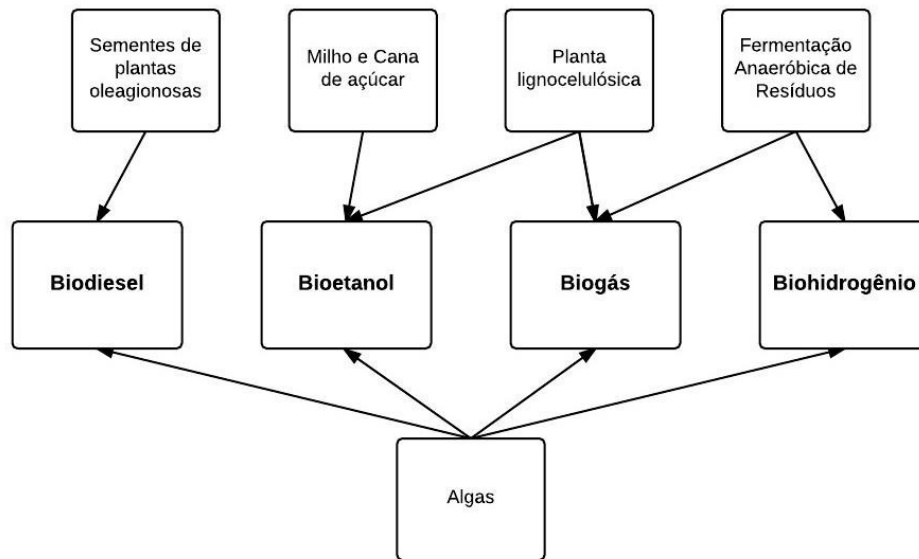 Sementes de
plantas
oleagionosas
Milho e Cana
de açúcar
Planta
lignocelulósica
Fermentação
Anaeróbica de
Resíduos
Biodiesel
Bioetanol
Biogás
Biohidrogênio
Algas